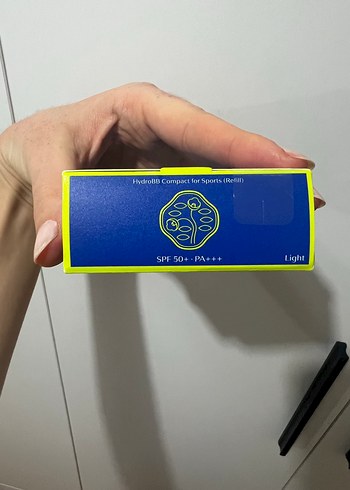 HydroBB Compact for Sports (Refill)
SPF 50+ · PA+++
Light